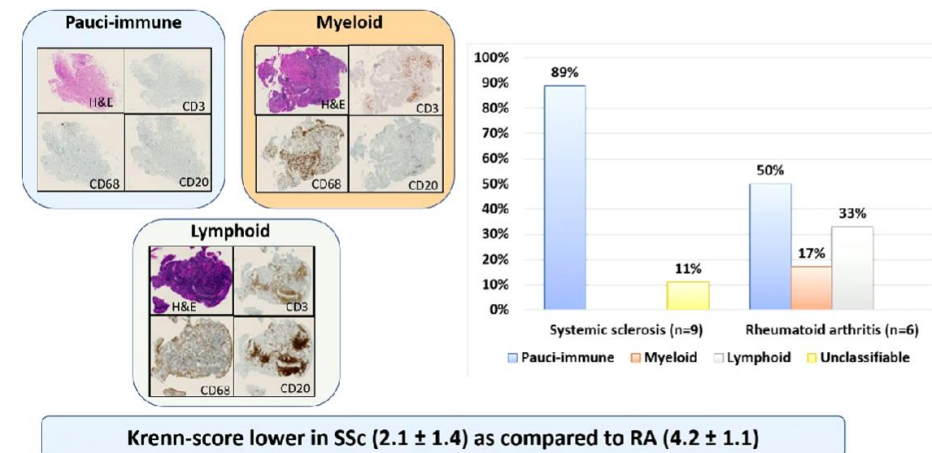 Pauci-immune
H&E
CD3
CD68
CD20
Myeloid
H&E
CD3
CD68
CD20
Lymphoid
H&E
CD3
CD68
CD20
100%
90%
80%
70%
60%
50%
40%
30%
20%
10%
0%
89%
11%
50%
17%
33%
Systemic sclerosis (n=9)
Rheumatoid arthritis (n=6)
Pauci-immune Myeloid Lymphoid Unclassifiable
Krenn-score lower in SSc (2.1 ± 1.4) as compared to RA (4.2 ± 1.1)